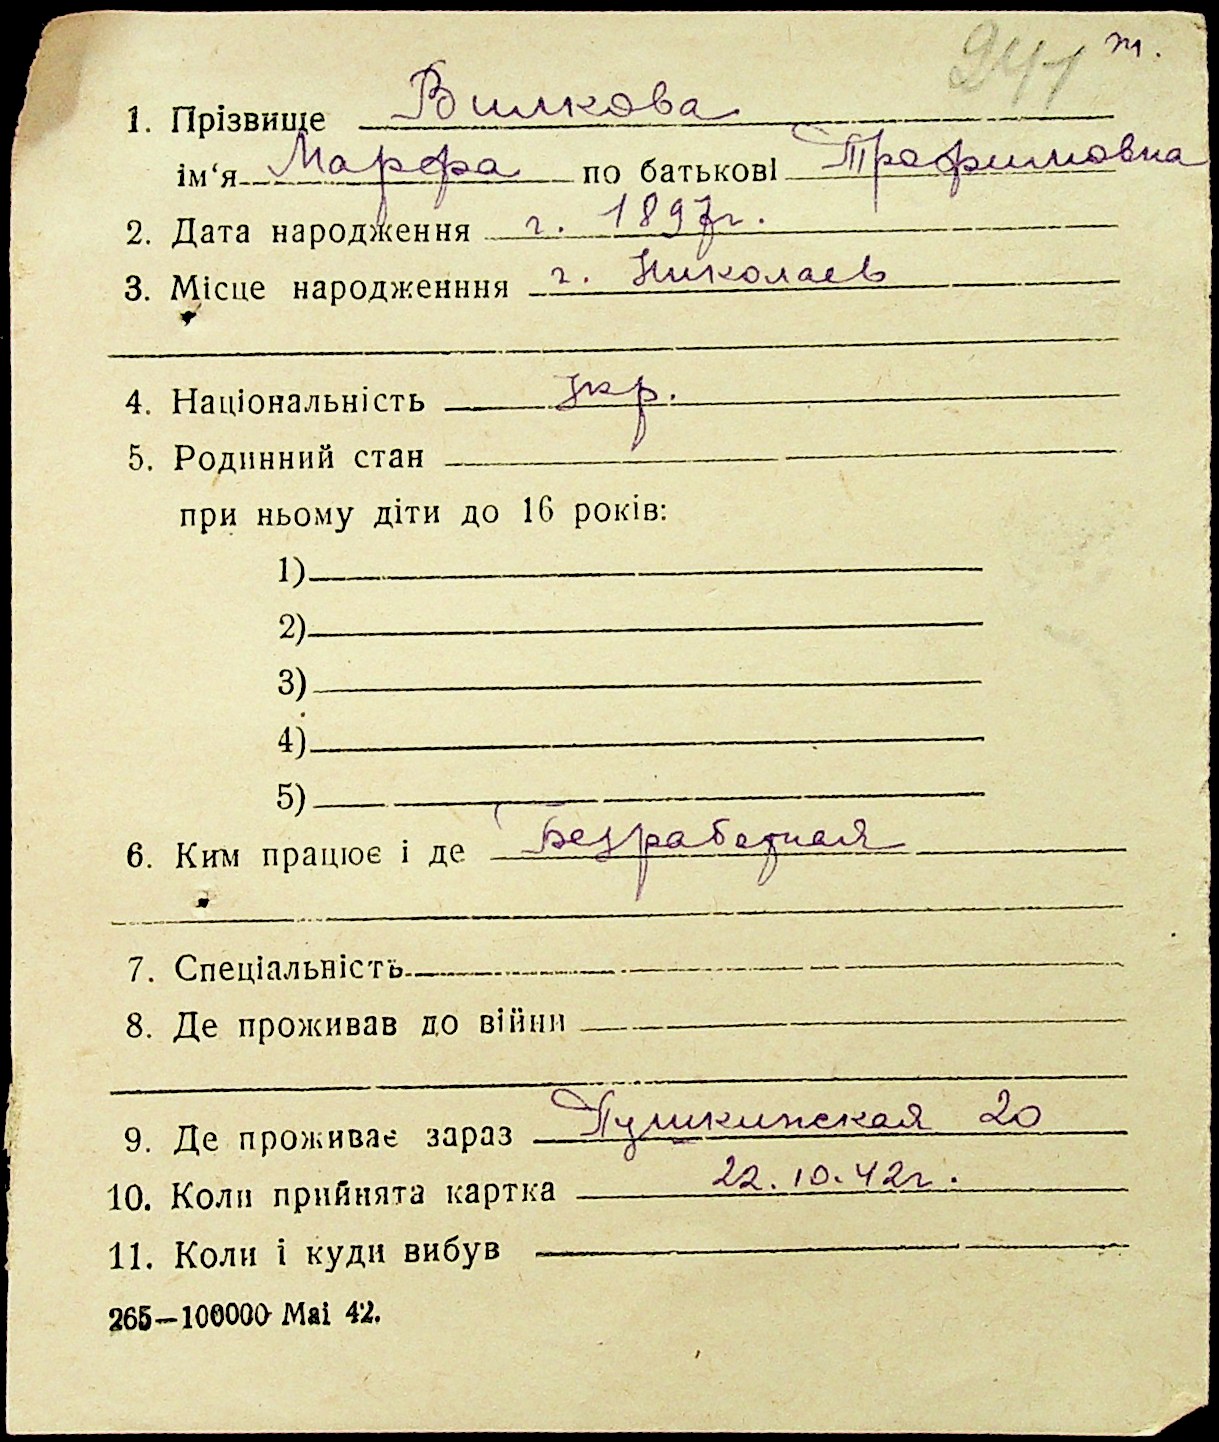 241 т.
1. Прізвище Вилкова
ім‘я Марфа по батькові Трофимовна
2. Дата народження г. 1897г.
3. Місце народженння г. Николаев
4. Національність укр.
5. Родинний стан
при ньому діти до 16 років:
1)
2)
3)
4)
5)
6. Ким працює і де Безработная
7. Спеціальність
8. Де проживав до війни
9. Де проживає зараз Пушкинская 20
10. Коли прийнята картка 22.10.42г.
11. Коли і куди вибув
265—100000 Mai 42.